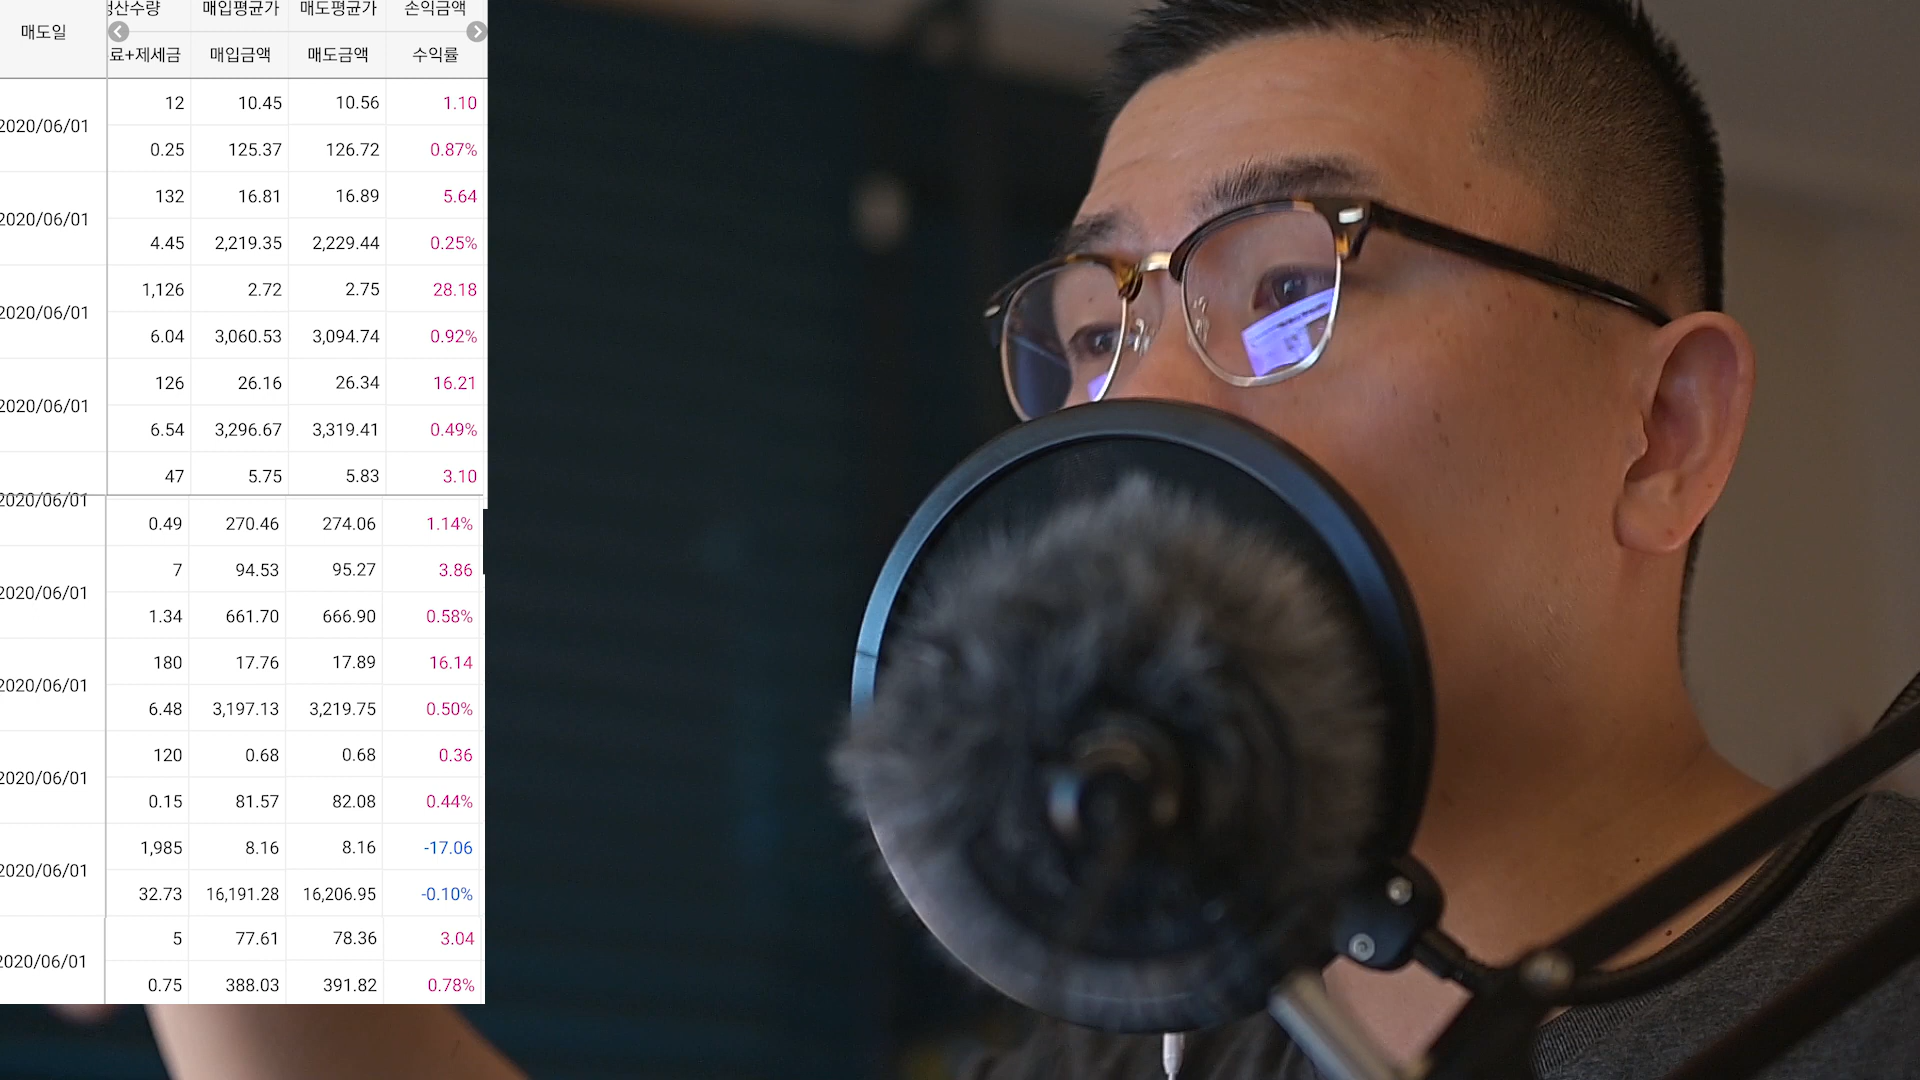 매도일 정산수량 매입평균가 매도평균가 손익금액
료+제세금 매입금액 매도금액 수익률
2020/06/01 12 10.45 10.56 1.10
0.25 125.37 126.72 0.87%
2020/06/01 132 16.81 16.89 5.64
4.45 2,219.35 2,229.44 0.25%
2020/06/01 1,126 2.72 2.75 28.18
6.04 3,060.53 3,094.74 0.92%
2020/06/01 126 26.16 26.34 16.21
6.54 3,296.67 3,319.41 0.49%
2020/06/01 47 5.75 5.83 3.10
0.49 270.46 274.06 1.14%
2020/06/01 7 94.53 95.27 3.86
1.34 661.70 666.90 0.58%
2020/06/01 180 17.76 17.89 16.14
6.48 3,197.13 3,219.75 0.50%
2020/06/01 120 0.68 0.68 0.36
0.15 81.57 82.08 0.44%
2020/06/01 1,985 8.16 8.16 -17.06
32.73 16,191.28 16,206.95 -0.10%
2020/06/01 5 77.61 78.36 3.04
0.75 388.03 391.82 0.78%